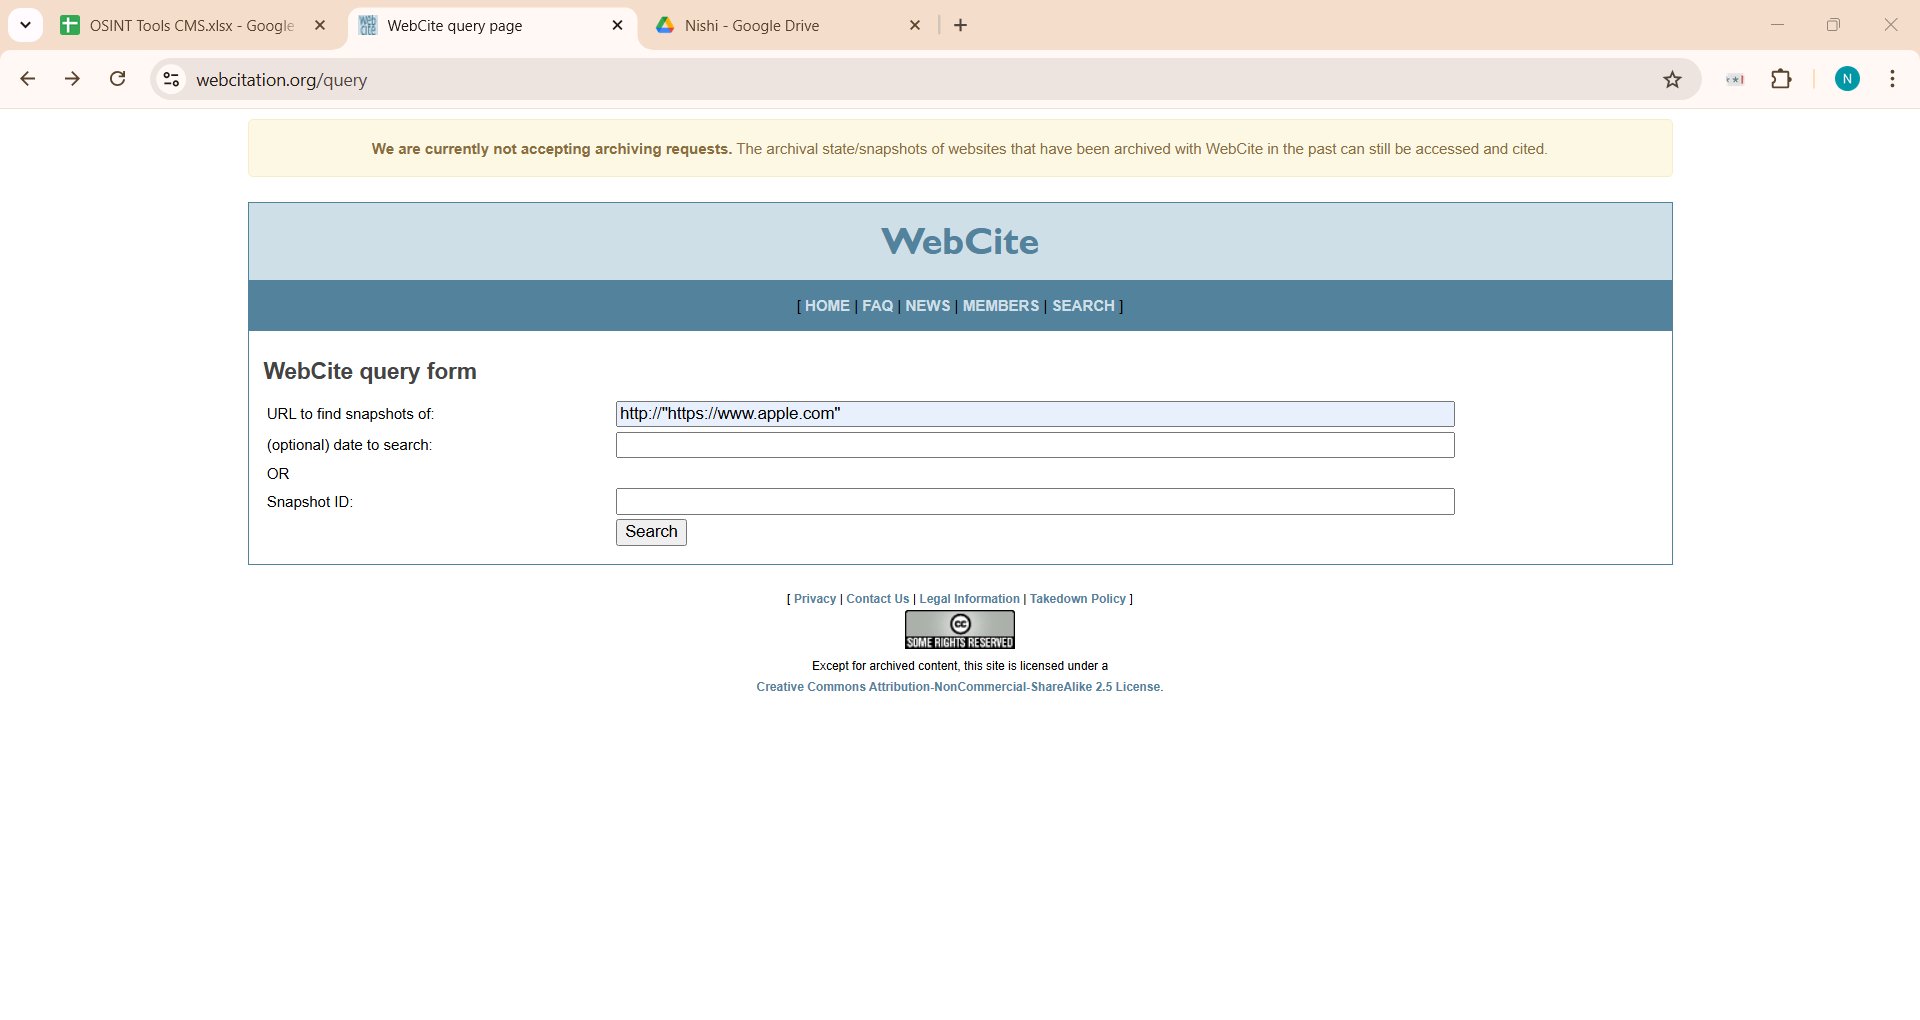 OSINT Tools CMS.xlsx - Google
WebCite query page
Nishi - Google Drive
webcitation.org/query
N
We are currently not accepting archiving requests. The archival state/snapshots of websites that have been archived with WebCite in the past can still be accessed and cited.
WebCite
[ HOME | FAQ | NEWS | MEMBERS | SEARCH ]
WebCite query form
URL to find snapshots of: http://"https://www.apple.com"
(optional) date to search:
OR
Snapshot ID:
Search
[ Privacy | Contact Us | Legal Information | Takedown Policy ]
cc
SOME RIGHTS RESERVED
Except for archived content, this site is licensed under a
Creative Commons Attribution-NonCommercial-ShareAlike 2.5 License.